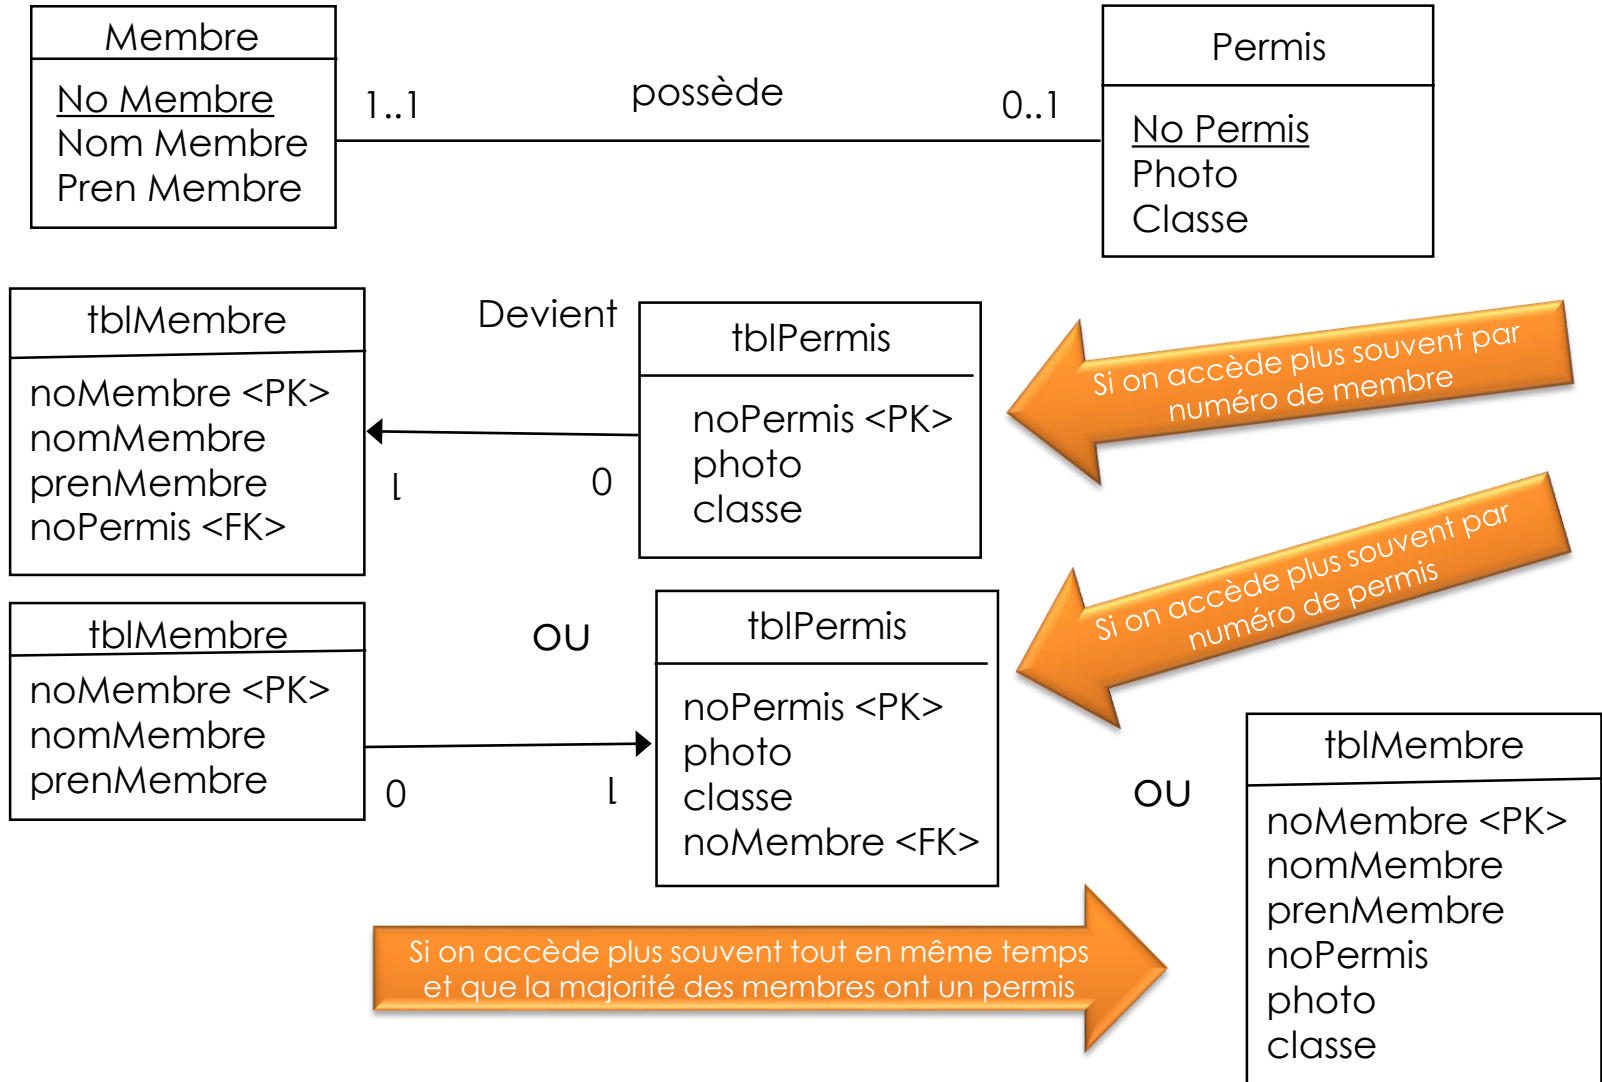 Membre
No Membre
Nom Membre
Pren Membre
1..1
possède
0..1
Permis
No Permis
Photo
Classe
tblMembre
noMembre <PK>
nomMembre
prenMembre
noPermis <FK>
Devient
1
0
tblPermis
noPermis <PK>
photo
classe
Si on accède plus souvent par
numéro de membre
tblMembre
noMembre <PK>
nomMembre
prenMembre
OU
0
1
tblPermis
noPermis <PK>
photo
classe
noMembre <FK>
Si on accède plus souvent par
numéro de permis
OU
tblMembre
noMembre <PK>
nomMembre
prenMembre
noPermis
photo
classe
Si on accède plus souvent tout en même temps
et que la majorité des membres ont un permis